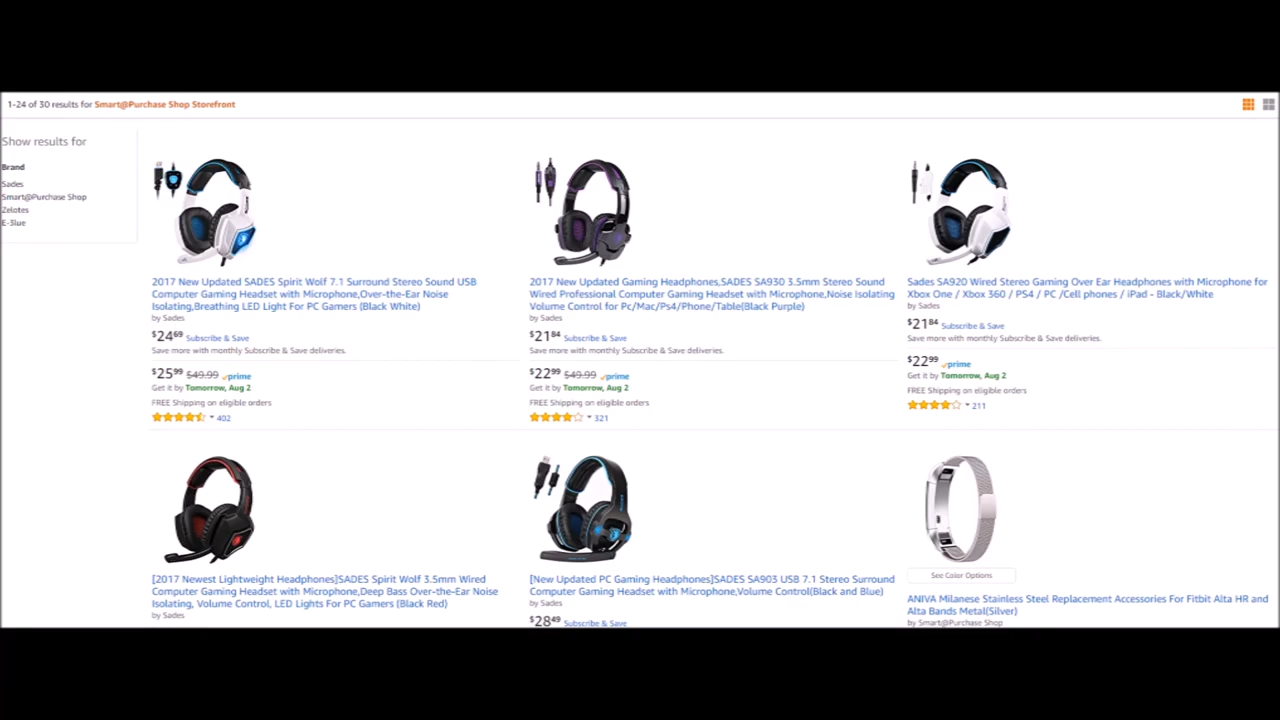 1-24 of 30 results for Smart@Purchase Shop Storefront
Show results for
Brand
Sades
Smart@Purchase Shop
Zelotes
E-3lue
2017 New Updated SADES Spirit Wolf 7.1 Surround Stereo Sound USB
Computer Gaming Headset with Microphone,Over-the-Ear Noise
Isolating,Breathing LED Light For PC Gamers (Black White)
by Sades
$24.69 Subscribe & Save
Save more with monthly Subscribe & Save deliveries.
$25.99 $49.99 prime
Get it by Tomorrow, Aug 2
FREE Shipping on eligible orders
402
2017 New Updated Gaming Headphones,SADES SA930 3.5mm Stereo Sound
Wired Professional Computer Gaming Headset with Microphone,Noise Isolating
Volume Control for Pc/Mac/Ps4/Phone/Table(Black Purple)
by Sades
$21.84 Subscribe & Save
Save more with monthly Subscribe & Save deliveries.
$22.99 $49.99 prime
Get it by Tomorrow, Aug 2
FREE Shipping on eligible orders
321
Sades SA920 Wired Stereo Gaming Over Ear Headphones with Microphone for
Xbox One / Xbox 360 / PS4 / PC /Cell phones / iPad - Black/White
by Sades
$21.84 Subscribe & Save
Save more with monthly Subscribe & Save deliveries.
$22.99 prime
Get it by Tomorrow, Aug 2
FREE Shipping on eligible orders
211
[2017 Newest Lightweight Headphones]SADES Spirit Wolf 3.5mm Wired
Computer Gaming Headset with Microphone,Deep Bass Over-the-Ear Noise
Isolating, Volume Control, LED Lights For PC Gamers (Black Red)
by Sades
[New Updated PC Gaming Headphones]SADES SA903 USB 7.1 Stereo Surround
Computer Gaming Headset with Microphone,Volume Control(Black and Blue)
by Sades
$28.49 Subscribe & Save
See Color Options
ANIVA Milanese Stainless Steel Replacement Accessories For Fitbit Alta HR and
Alta Bands Metal(Silver)
by Smart@Purchase Shop